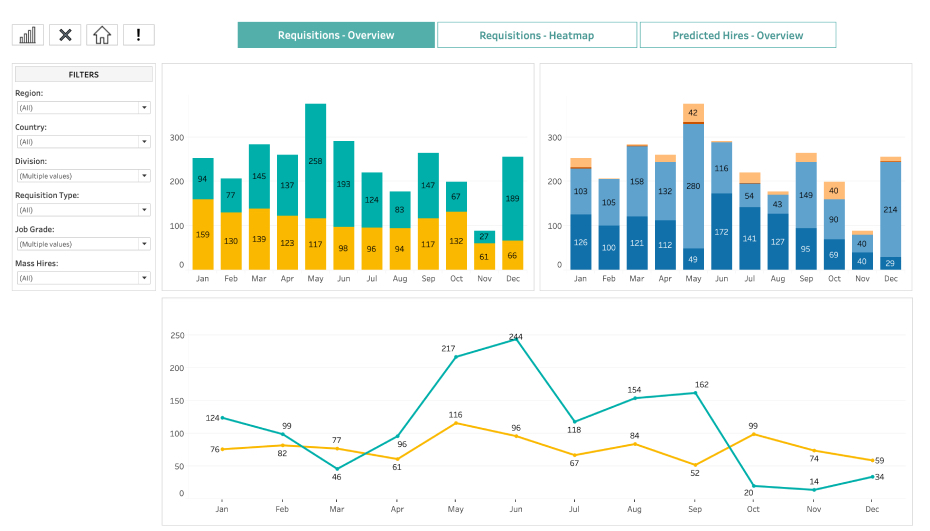 !
Requisitions - Overview
Requisitions - Heatmap
Predicted Hires - Overview
FILTERS
Region:
(All)
Country:
(All)
Division:
(Multiple values)
Requisition Type:
(All)
Job Grade:
(Multiple values)
Mass Hires:
(All)
300
200
100
0
94 77 145 137 258 193 124 83 147 67 27 189
159 130 139 123 117 98 96 94 117 132 61 66
Jan Feb Mar Apr May Jun Jul Aug Sep Oct Nov Dec
300
200
100
0
42 40
103 105 158 132 280 116 54 43 149 90 40 214
126 100 121 112 49 172 141 127 95 69 40 29
Jan Feb Mar Apr May Jun Jul Aug Sep Oct Nov Dec
250
200
150
100
50
0
124 99 46 96 217 244 118 154 162 20 14 34
76 82 77 61 116 96 67 84 52 99 74 59
Jan Feb Mar Apr May Jun Jul Aug Sep Oct Nov Dec